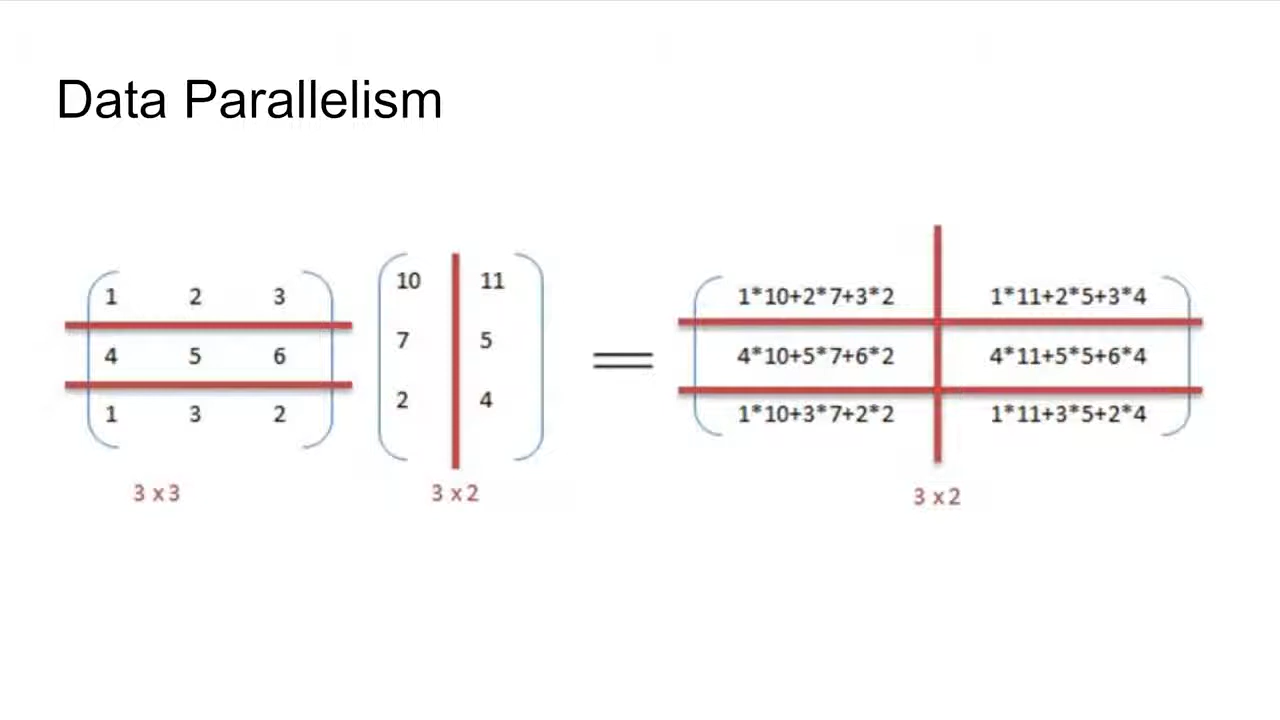 Data Parallelism
1 2 3
4 5 6
1 3 2
3 x 3
10 11
7 5
2 4
3 x 2
=
1*10+2*7+3*2 1*11+2*5+3*4
4*10+5*7+6*2 4*11+5*5+6*4
1*10+3*7+2*2 1*11+3*5+2*4
3 x 2